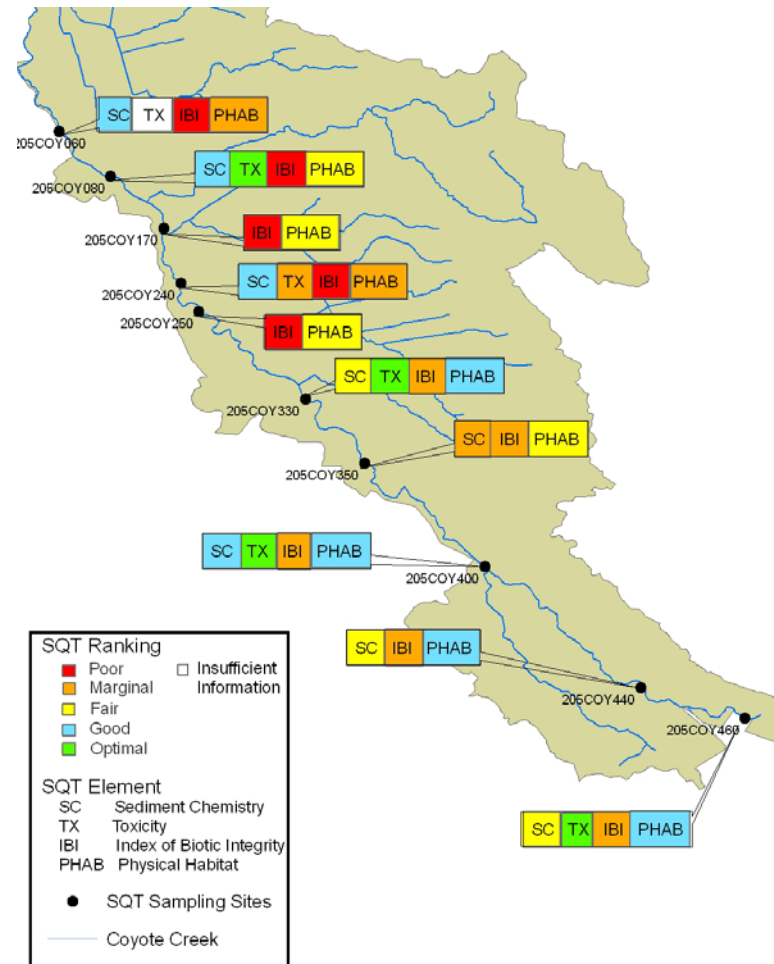 SC TX IBI PHAB
205COY060
SC TX IBI PHAB
205COY080
IBI PHAB
205COY170
SC TX IBI PHAB
205COY240
205COY250
IBI PHAB
SC TX IBI PHAB
205COY330
SC IBI PHAB
205COY350
SC TX IBI PHAB
205COY400
SC IBI PHAB
205COY440
205COY460
SC TX IBI PHAB
SQT Ranking
Poor
Marginal
Fair
Good
Optimal
Insufficient
Information
SQT Element
SC Sediment Chemistry
TX Toxicity
IBI Index of Biotic Integrity
PHAB Physical Habitat
SQT Sampling Sites
Coyote Creek